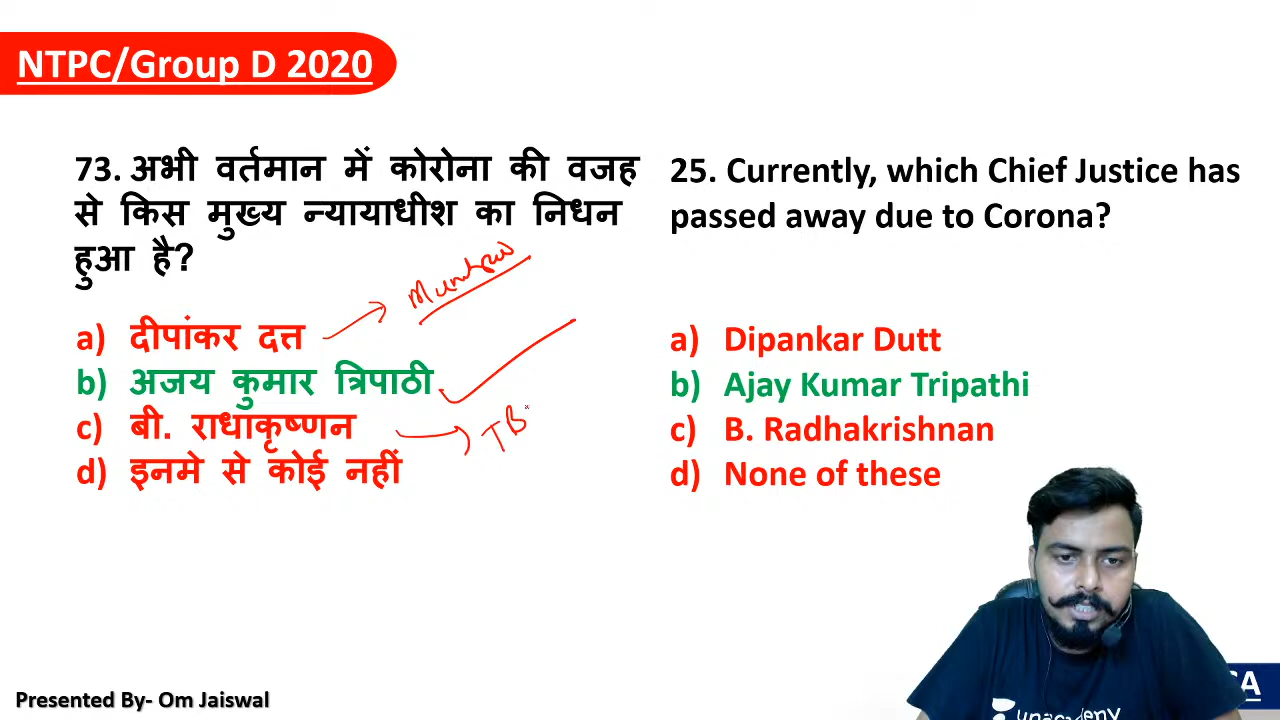 NTPC/Group D 2020
73. अभी वर्तमान में कोरोना की वजह
से किस मुख्य न्यायाधीश का निधन
हुआ है?
a) दीपांकर दत्त
b) अजय कुमार त्रिपाठी
c) बी. राधाकृष्णन
d) इनमे से कोई नहीं
TB
25. Currently, which Chief Justice has
passed away due to Corona?
a) Dipankar Dutt
b) Ajay Kumar Tripathi
c) B. Radhakrishnan
d) None of these
Presented By- Om Jaiswal
unacademy